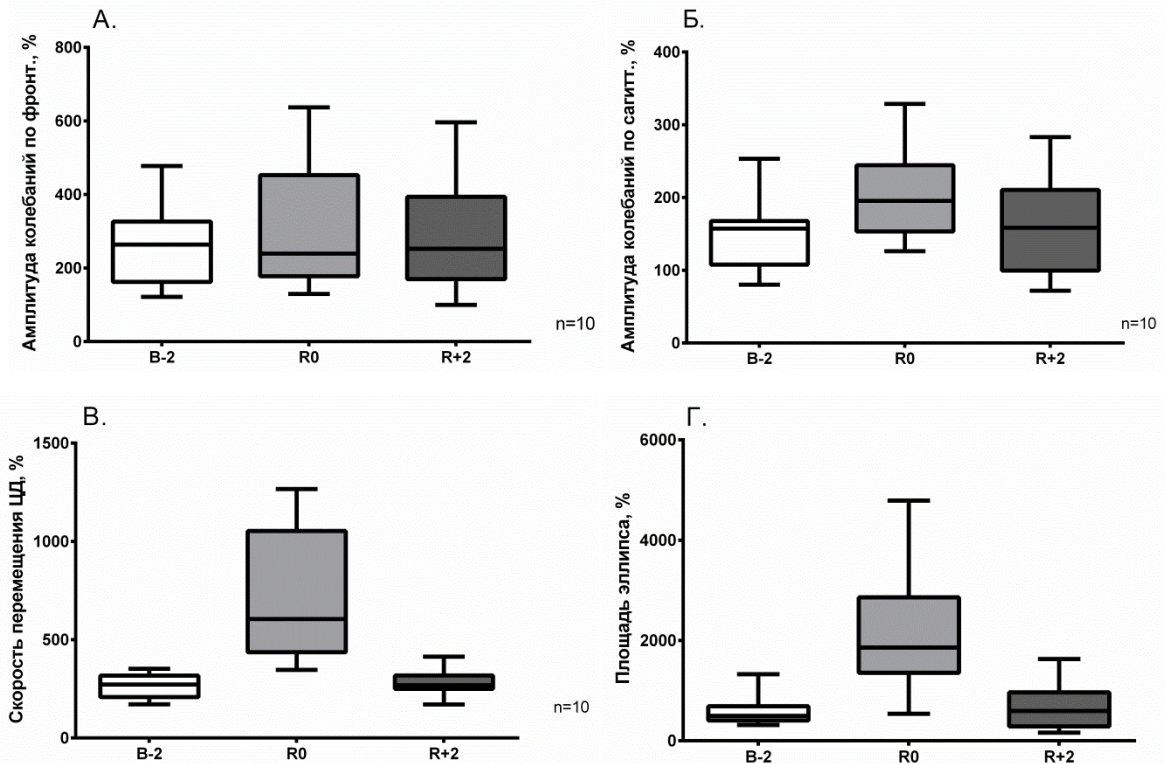 А.
Амплитуда колебаний по фронт., %
800
600
400
200
0
B-2
R0
R+2
n=10
Б.
Амплитуда колебаний по сагитт., %
400
300
200
100
0
B-2
R0
R+2
n=10
В.
Скорость перемещения ЦД, %
1500
1000
500
0
B-2
R0
R+2
n=10
Г.
Площадь эллипса, %
6000
4000
2000
0
B-2
R0
R+2